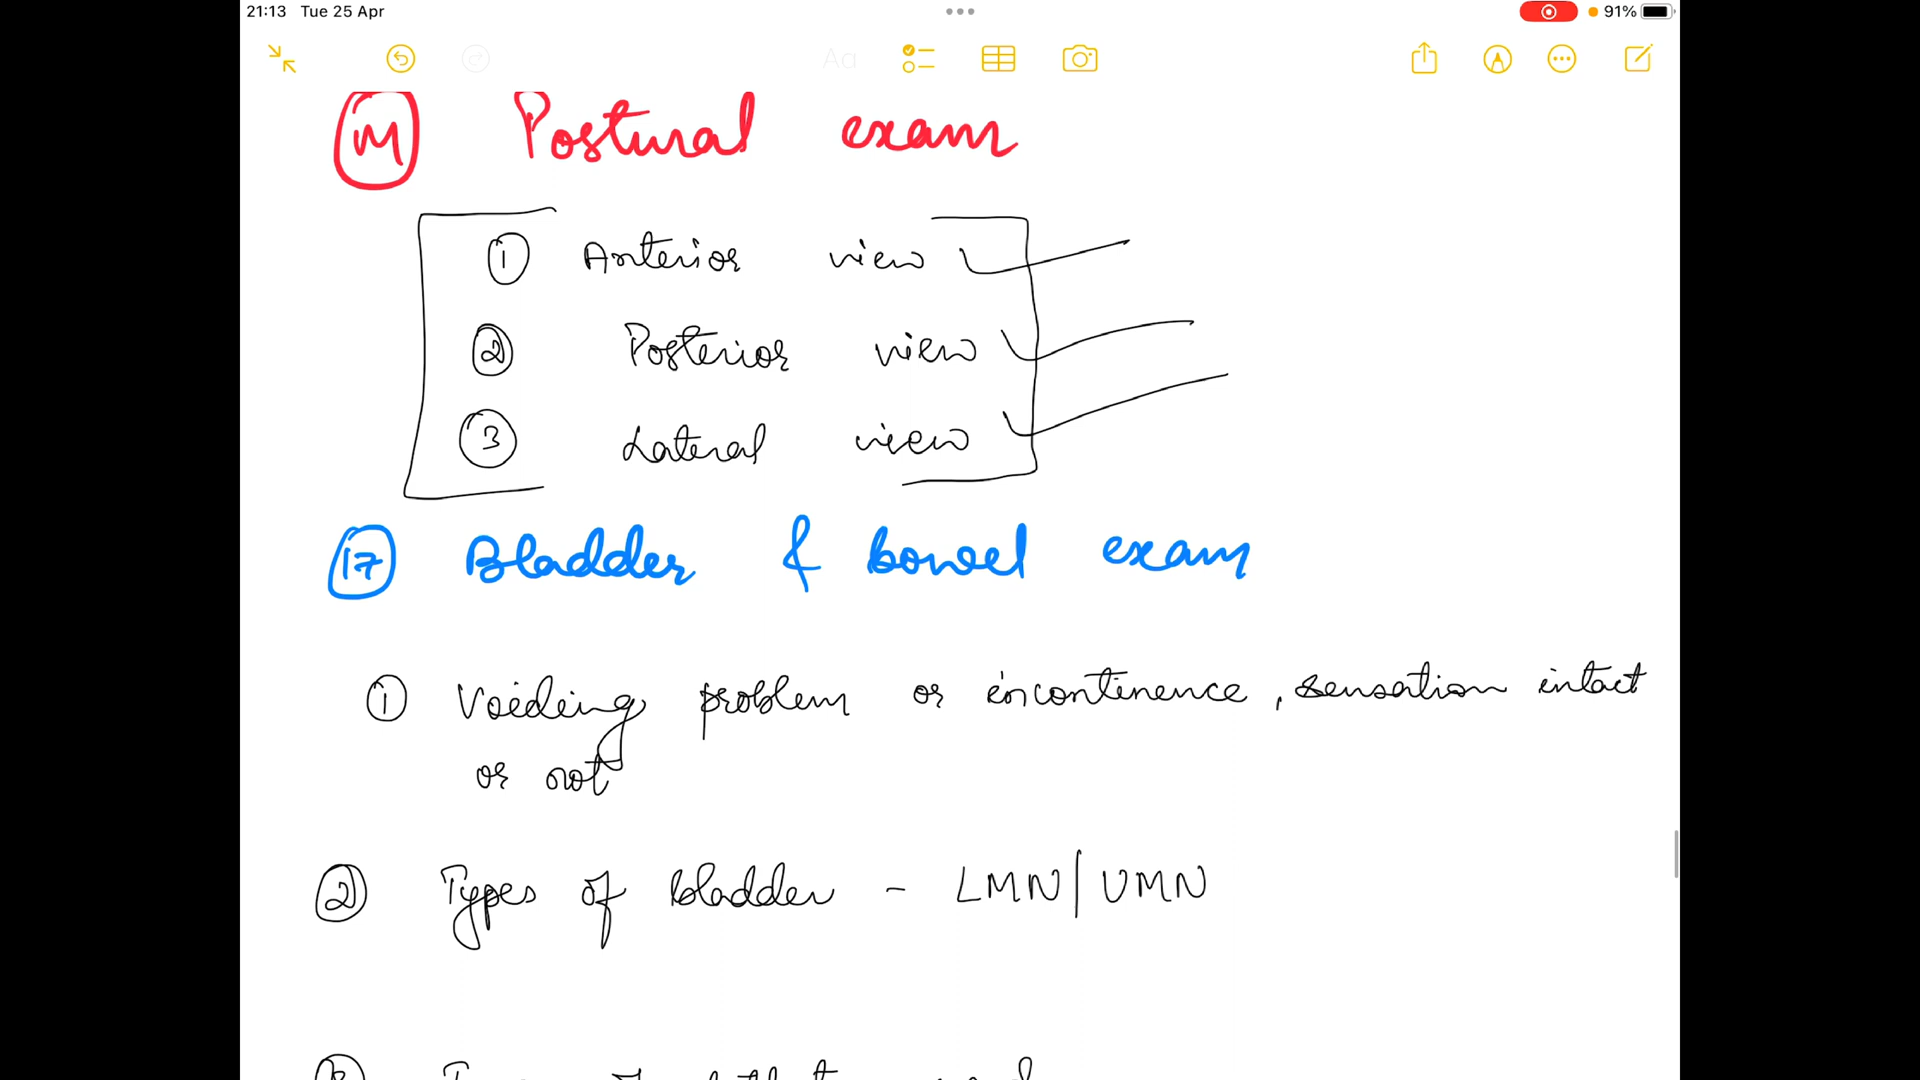 21:13 Tue 25 Apr
91%
Aa
M Postural exam
1 Anterior view
2 Posterior view
3 Lateral view
17 Bladder & bowel exam
1 Voiding problem or incontinence, sensation intact
or not
2 Types of bladder - LMN/UMN